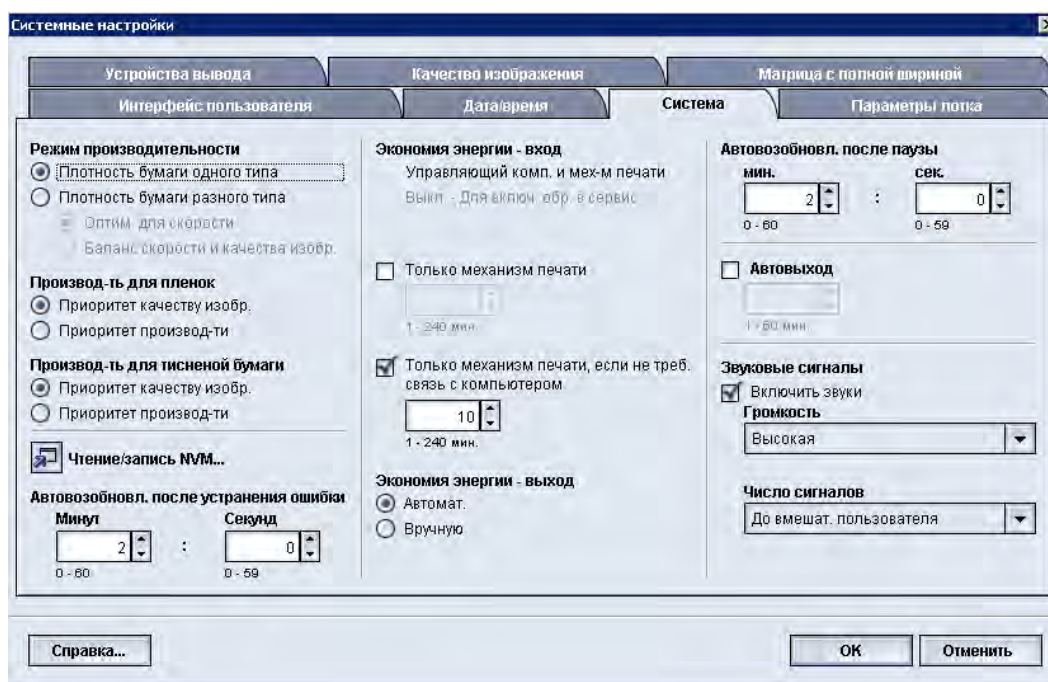 Системные настройки
Устройства вывода
Качество изображения
Матрица с полной шириной
Интерфейс пользователя
Дата/время
Система
Параметры лотка
Режим производительности
Плотность бумаги одного типа
Плотность бумаги разного типа
Оптим. для скорости
Баланс скорости и качества изобр.
Производ-ть для пленок
Приоритет качеству изобр.
Приоритет производ-ти
Производ-ть для тисненой бумаги
Приоритет качеству изобр.
Приоритет производ-ти
Чтение/запись NVM...
Автовозобновл. после устранения ошибки
Минут
Секунд
2 : 0
0 - 60
0 - 59
Экономия энергии - вход
Управляющий комп. и мех-м печати
Выкл. - Для включ. обр. в сервис
Только механизм печати
1 - 240 мин.
Только механизм печати, если не треб.
связь с компьютером
10
1 - 240 мин.
Экономия энергии - выход
Автомат.
Вручную
Автовозобновл. после паузы
мин.
сек.
2 : 0
0 - 60
0 - 59
Автовыход
1 - 60 мин.
Звуковые сигналы
Включить звуки
Громкость
Высокая
Число сигналов
До вмешат. пользователя
Справка...
OK
Отменить